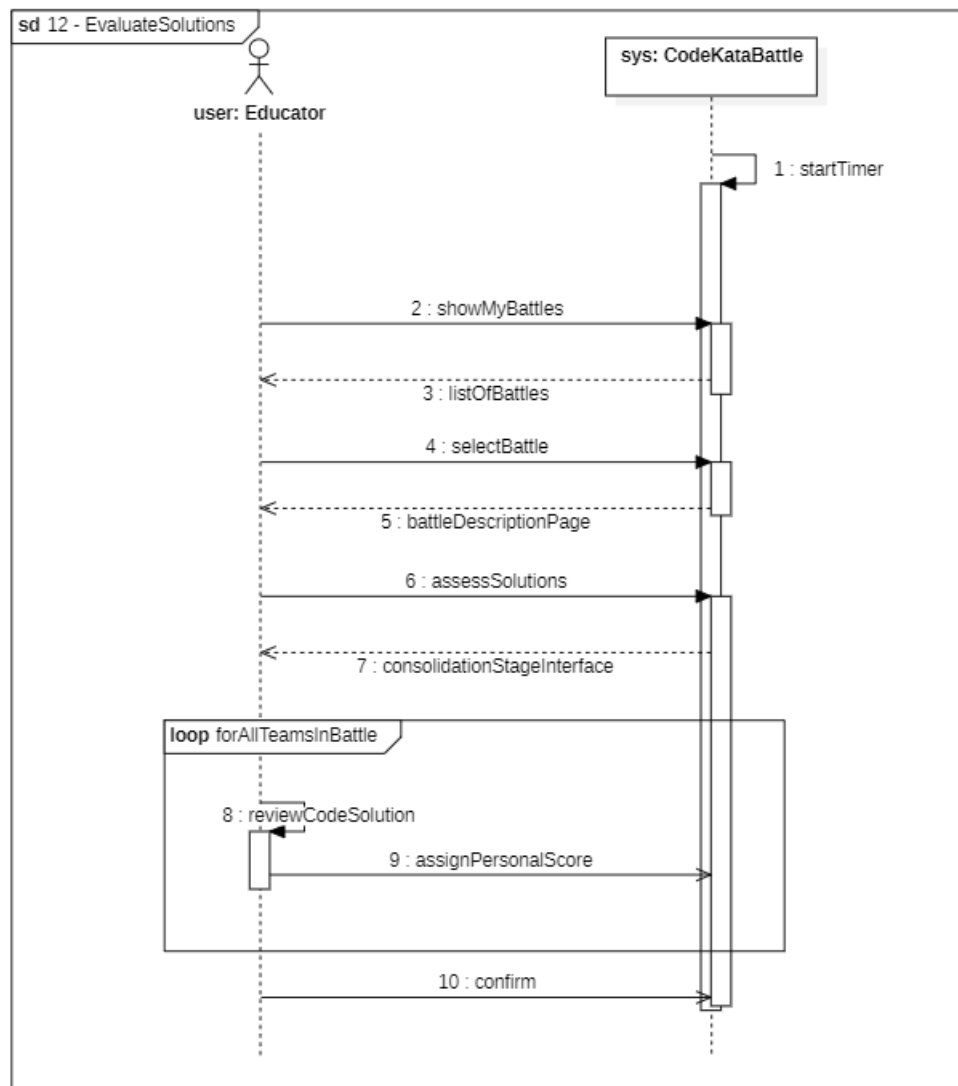 sd 12 - EvaluateSolutions
user: Educator
sys: CodeKataBattle
1 : startTimer
2 : showMyBattles
3 : listOfBattles
4 : selectBattle
5 : battleDescriptionPage
6 : assessSolutions
7 : consolidationStageInterface
loop forAllTeamsInBattle
8 : reviewCodeSolution
9 : assignPersonalScore
10 : confirm